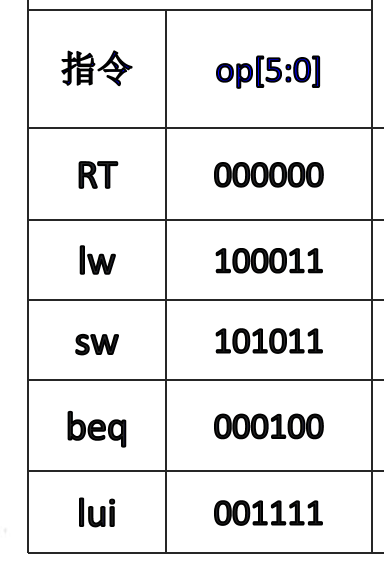 指令 op[5:0]
RT 000000
lw 100011
sw 101011
beq 000100
lui 001111